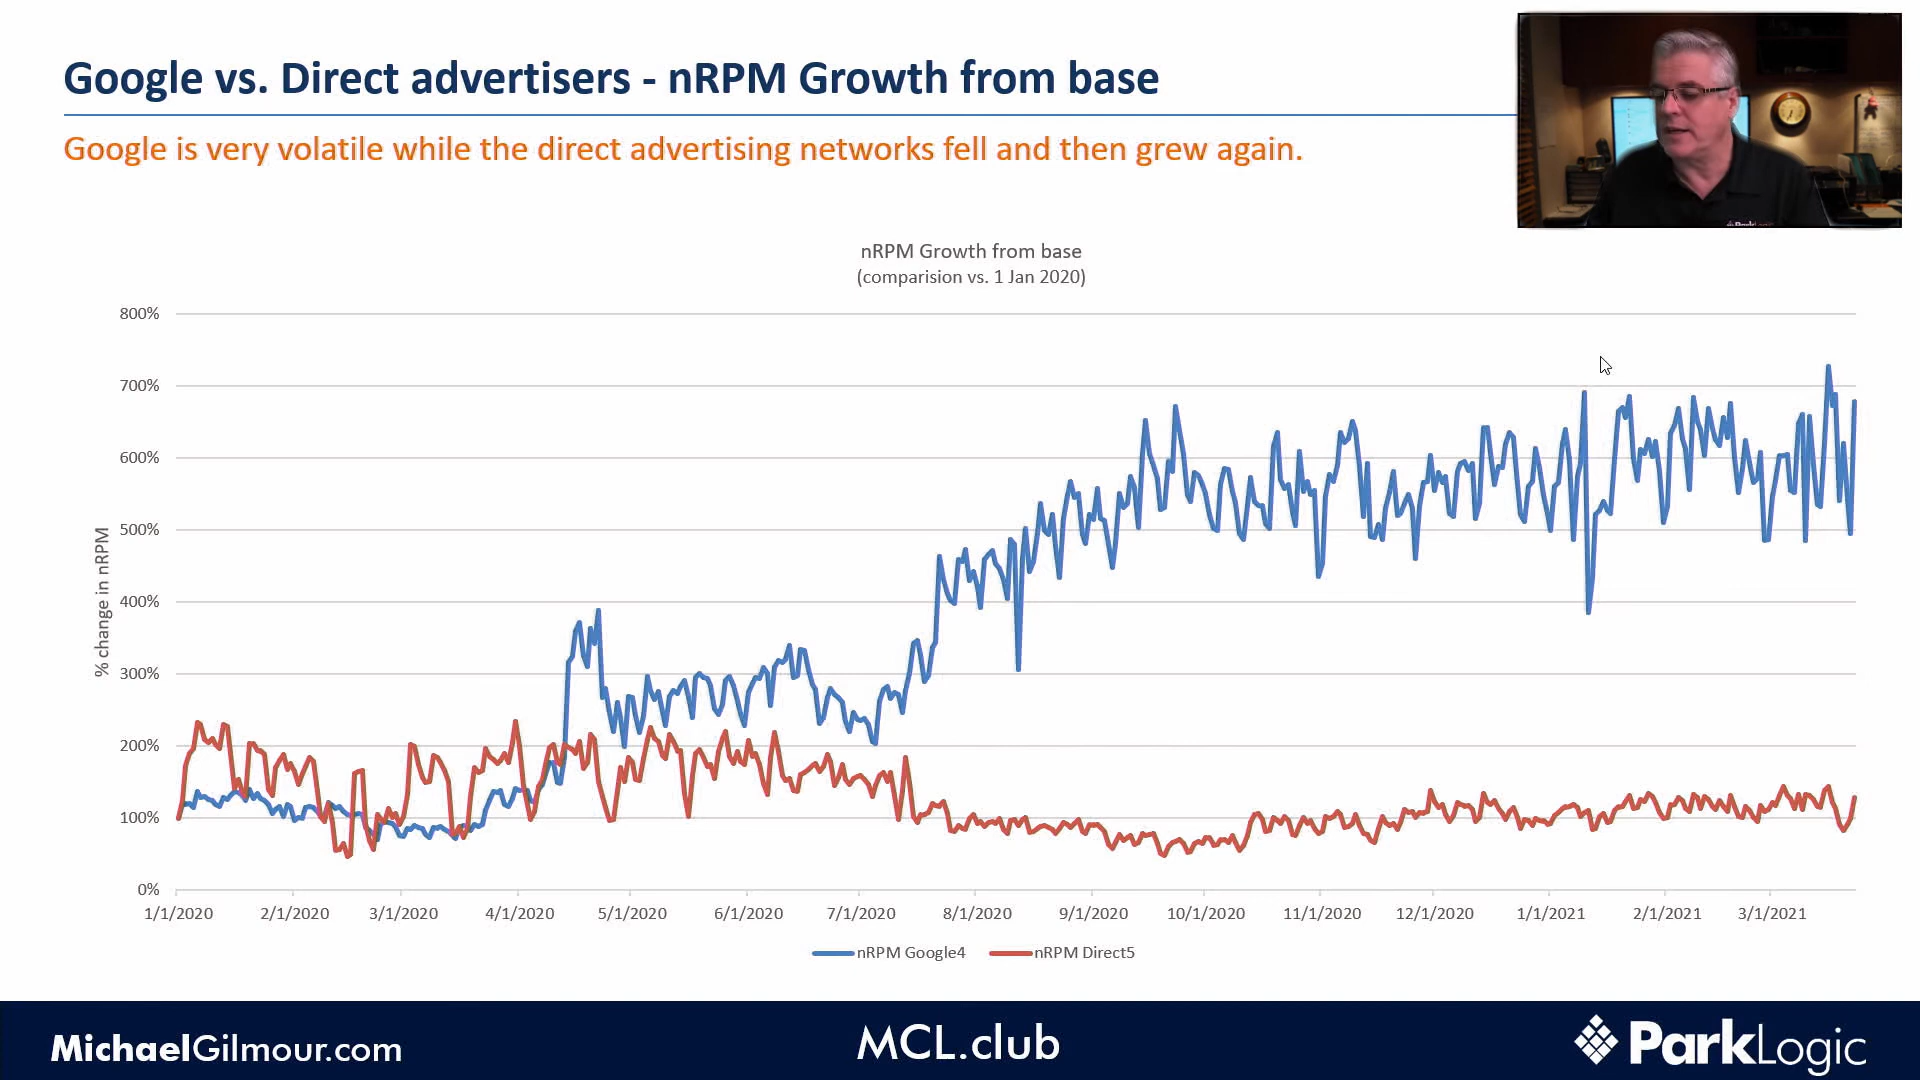 Google vs. Direct advertisers - nRPM Growth from base
Google is very volatile while the direct advertising networks fell and then grew again.
nRPM Growth from base
(comparision vs. 1 Jan 2020)
% change in nRPM
800%
700%
600%
500%
400%
300%
200%
100%
0%
1/1/2020 2/1/2020 3/1/2020 4/1/2020 5/1/2020 6/1/2020 7/1/2020 8/1/2020 9/1/2020 10/1/2020 11/1/2020 12/1/2020 1/1/2021 2/1/2021 3/1/2021
nRPM Google4 nRPM Direct5
MichaelGilmour.com MCL.club ParkLogic